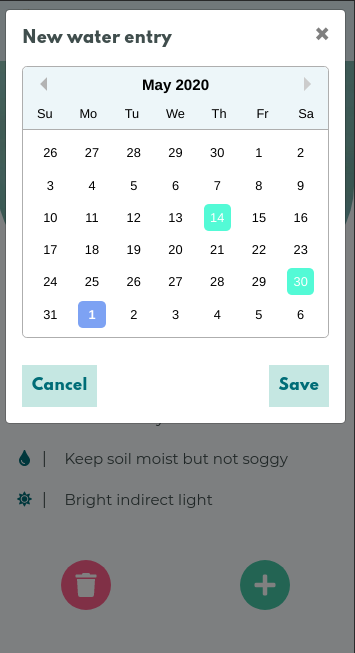 New water entry
May 2020
Su Mo Tu We Th Fr Sa
26 27 28 29 30 1 2
3 4 5 6 7 8 9
10 11 12 13 14 15 16
17 18 19 20 21 22 23
24 25 26 27 28 29 30
31 1 2 3 4 5 6
Cancel Save
Keep soil moist but not soggy
Bright indirect light